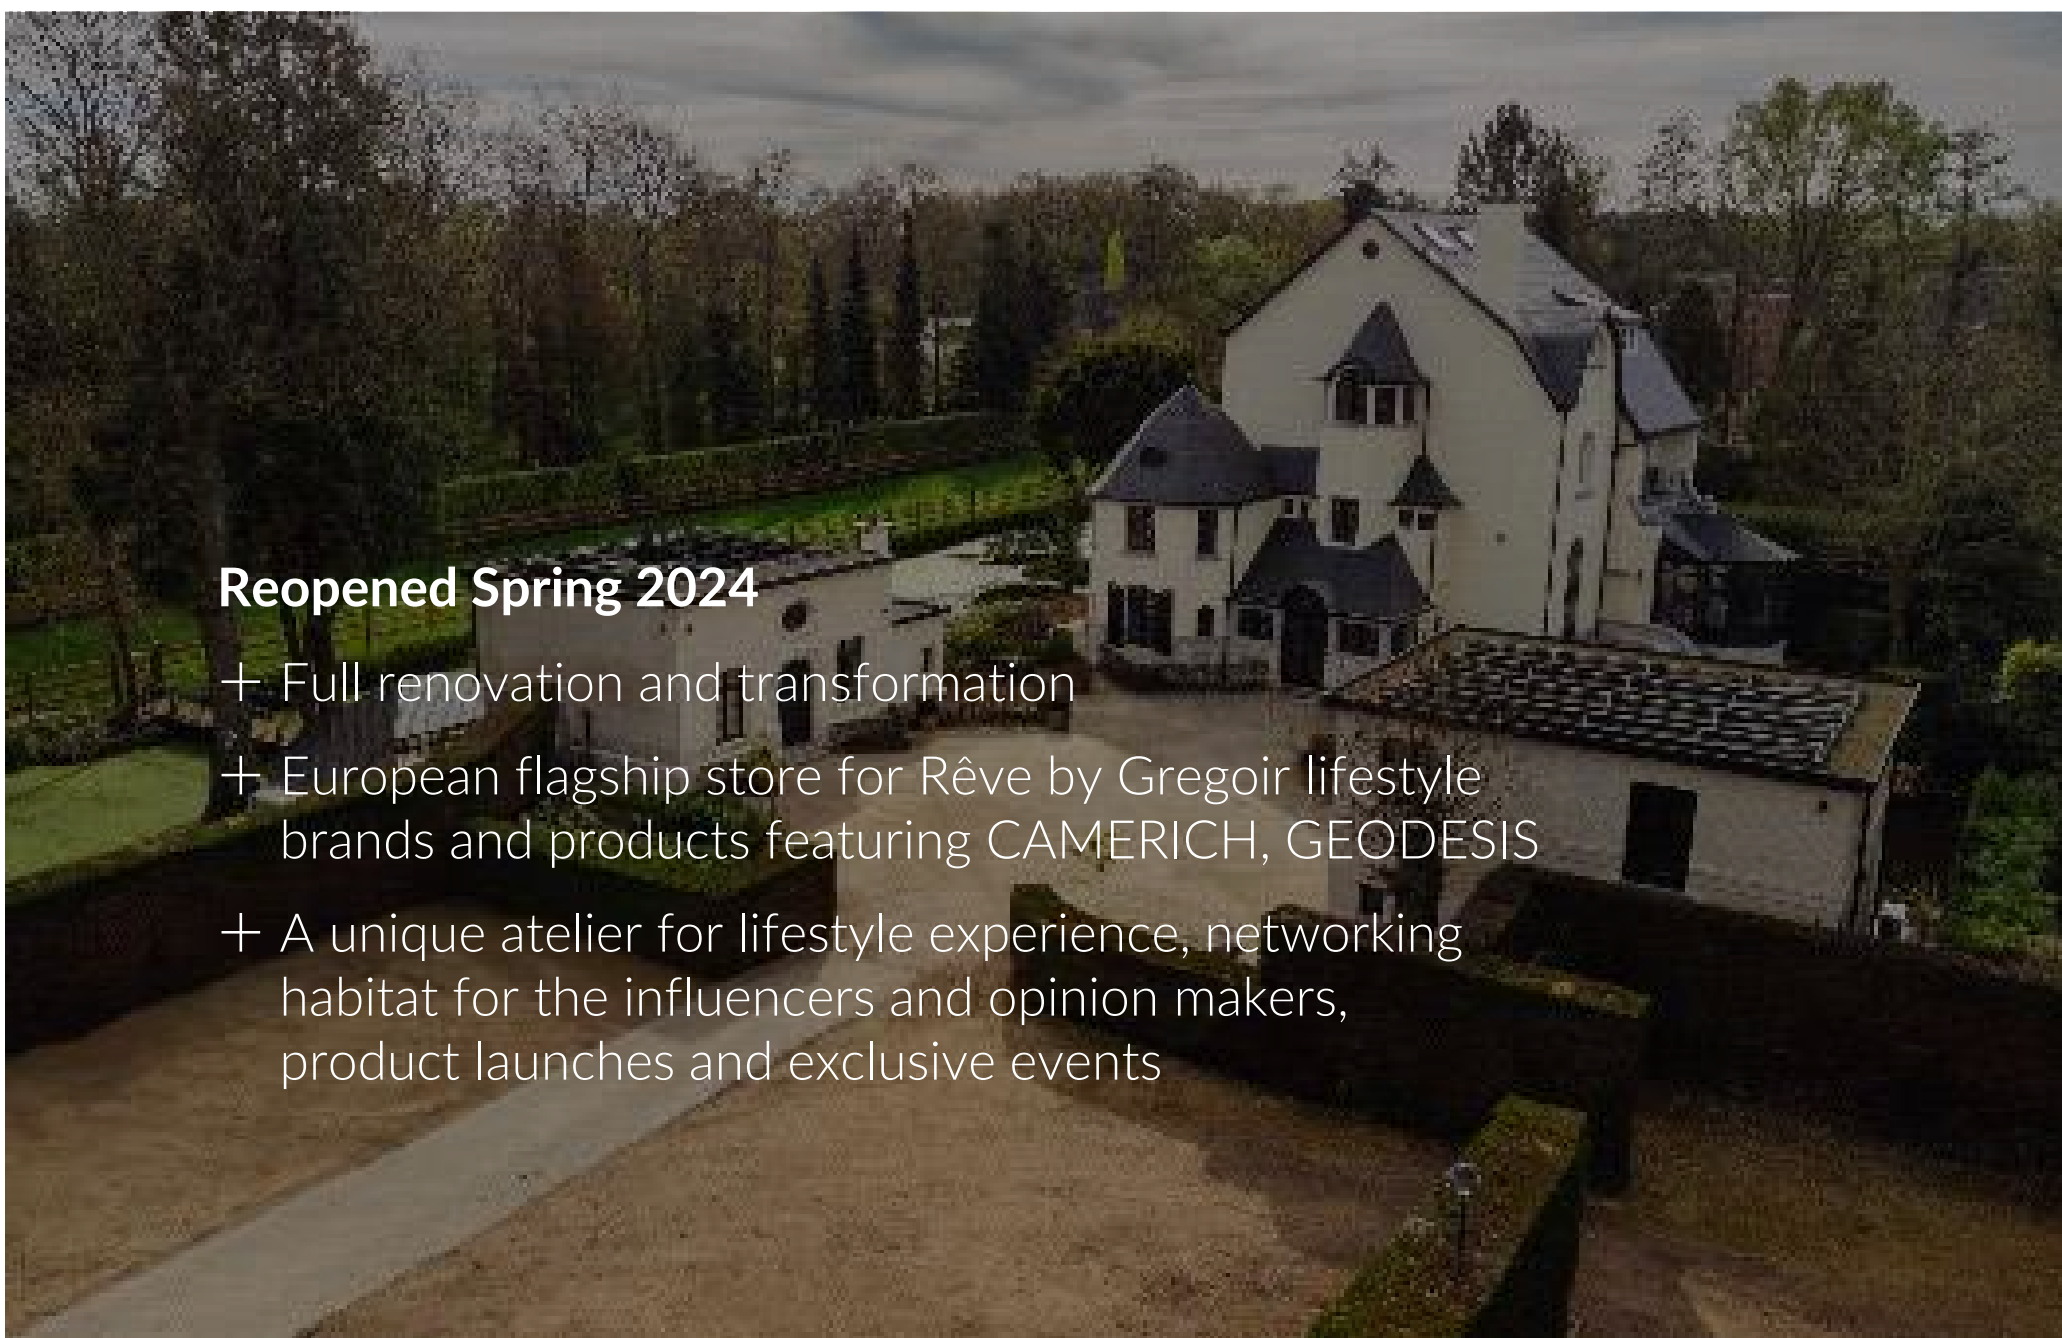 Reopened Spring 2024
+ Full renovation and transformation
+ European flagship store for Rêve by Gregoir lifestyle
brands and products featuring CAMERICH, GEODESIS
+ A unique atelier for lifestyle experience, networking
habitat for the influencers and opinion makers,
product launches and exclusive events